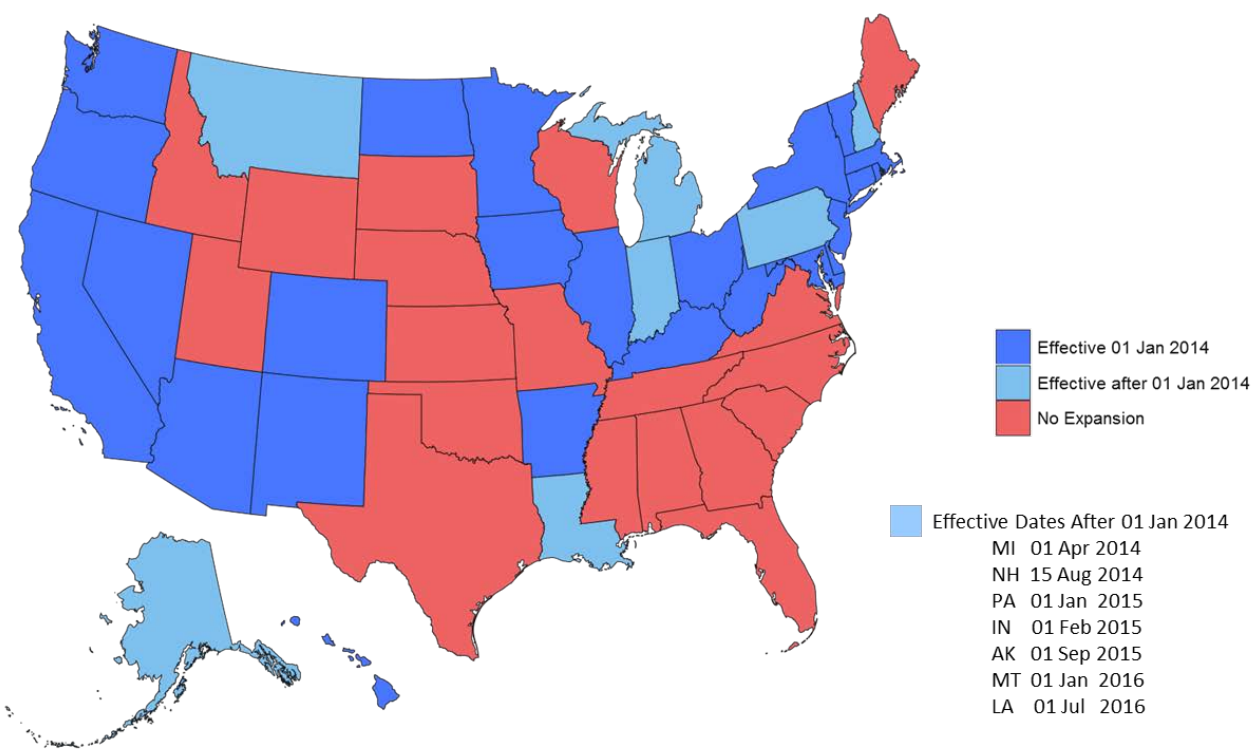 Effective 01 Jan 2014
Effective after 01 Jan 2014
No Expansion
Effective Dates After 01 Jan 2014
MI 01 Apr 2014
NH 15 Aug 2014
PA 01 Jan 2015
IN 01 Feb 2015
AK 01 Sep 2015
MT 01 Jan 2016
LA 01 Jul 2016